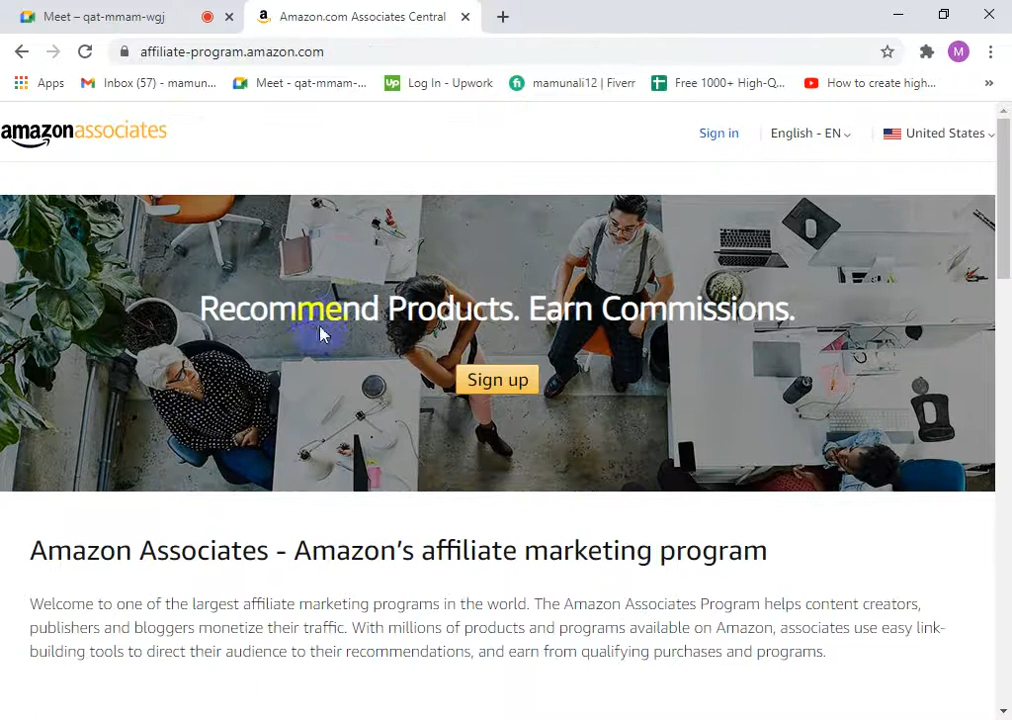 Meet – qat-mmam-wgj
Amazon.com Associates Central
affiliate-program.amazon.com
M
Apps
Inbox (57) - mamun...
Meet - qat-mmam-...
Up
Log In - Upwork
fi
mamunali12 | Fiverr
Free 1000+ High-Q...
How to create high...
»
amazonassociates
Sign in
English - EN
United States
Recommend Products. Earn Commissions.
Sign up
Amazon Associates - Amazon’s affiliate marketing program
Welcome to one of the largest affiliate marketing programs in the world. The Amazon Associates Program helps content creators,
publishers and bloggers monetize their traffic. With millions of products and programs available on Amazon, associates use easy link-
building tools to direct their audience to their recommendations, and earn from qualifying purchases and programs.